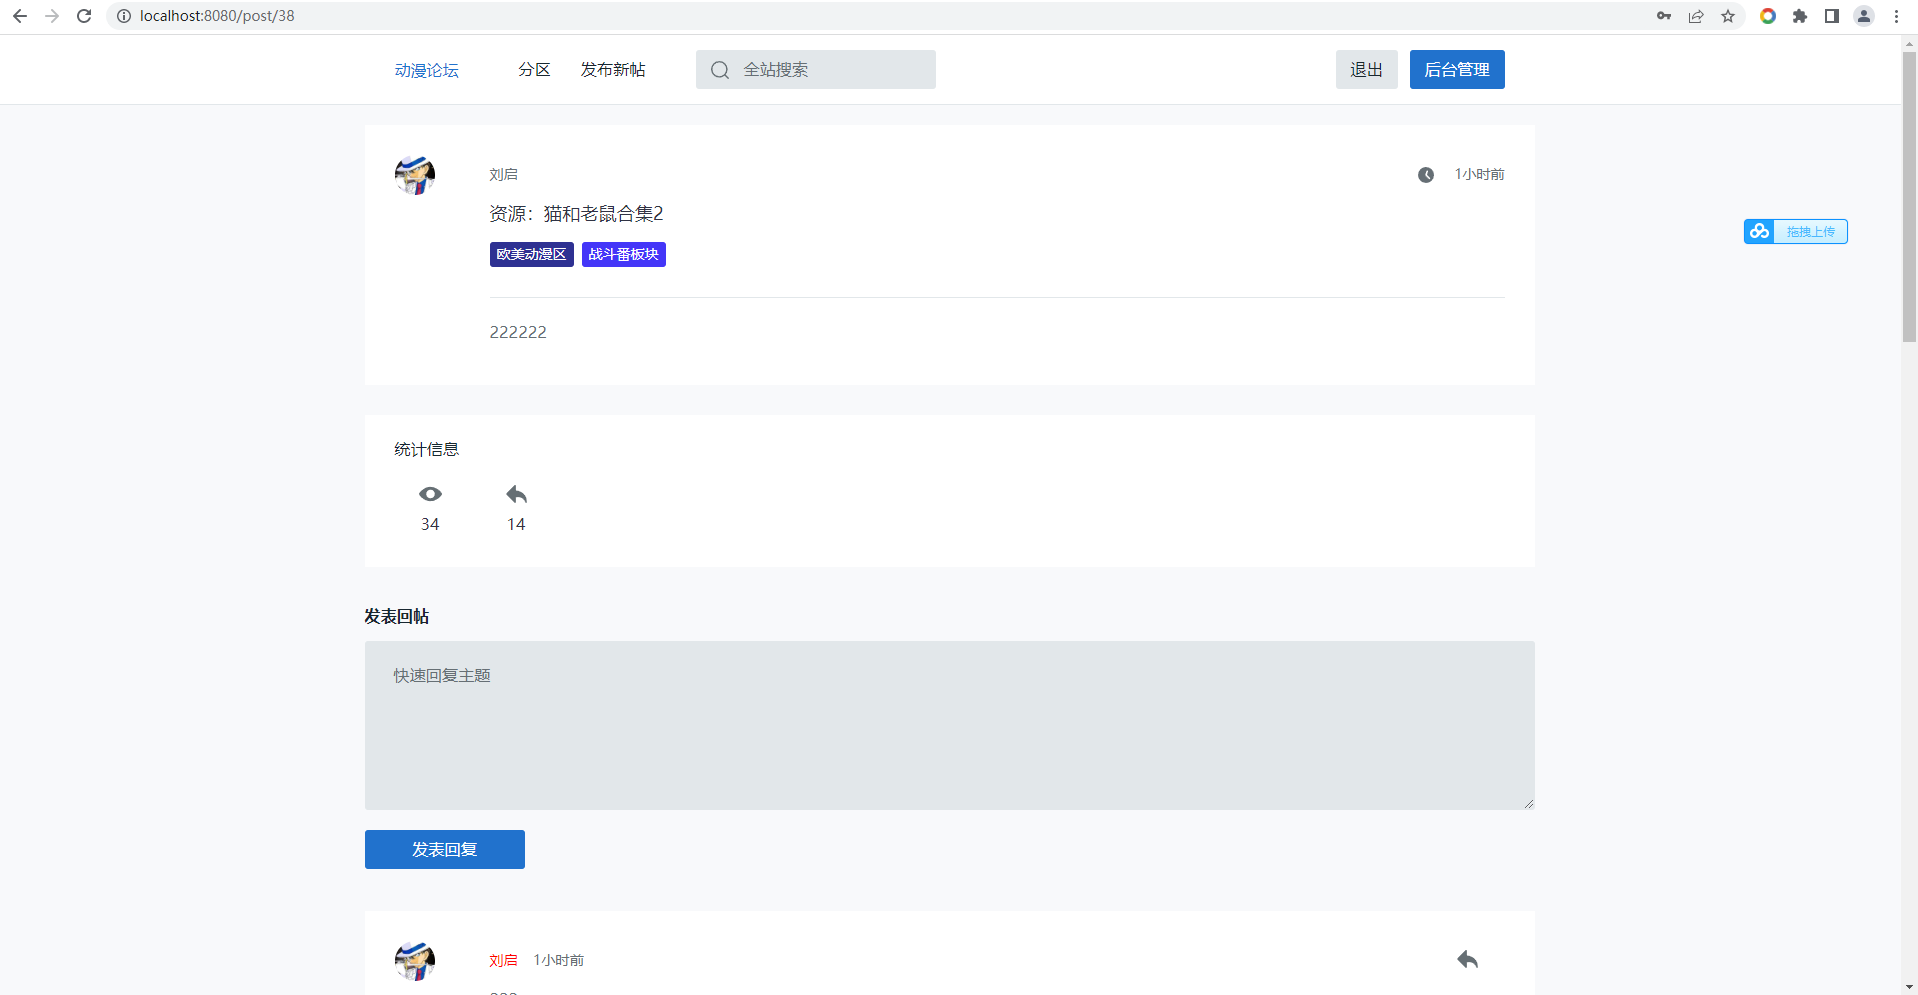 localhost:8080/post/38
动漫论坛 分区 发布新帖 全站搜索 退出 后台管理
刘启 1小时前
资源：猫和老鼠合集2
欧美动漫区 战斗番板块
拖拽上传
222222
统计信息
34 14
发表回帖
快速回复主题
发表回复
刘启 1小时前